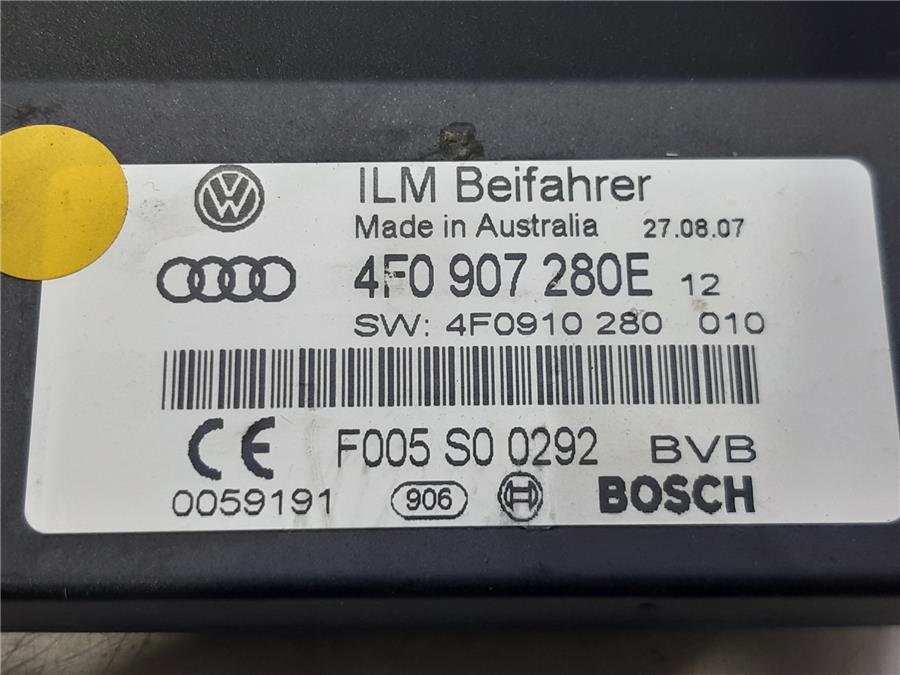 ILM Beifahrer
Made in Australia 27.08.07
4F0 907 280E 12
SW: 4F0910 280 010
CE F005 S0 0292 BVB
0059191 906 BOSCH